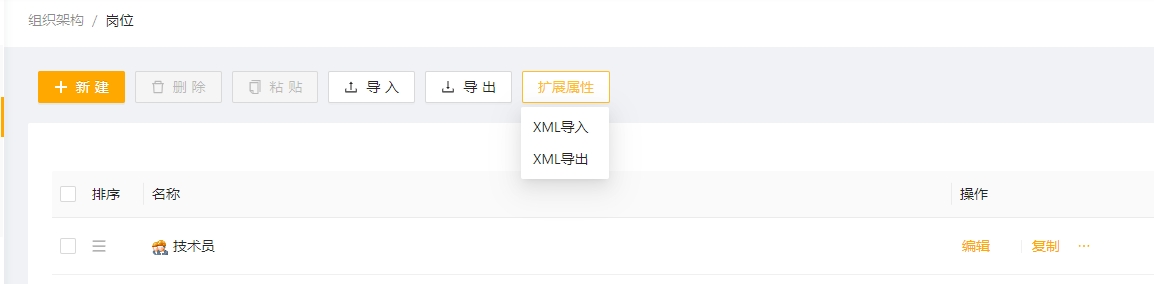 组织架构 / 岗位
新建 删除 粘贴 导入 导出 扩展属性
XML导入
XML导出
排序 名称 操作
技术员 编辑 复制 ···